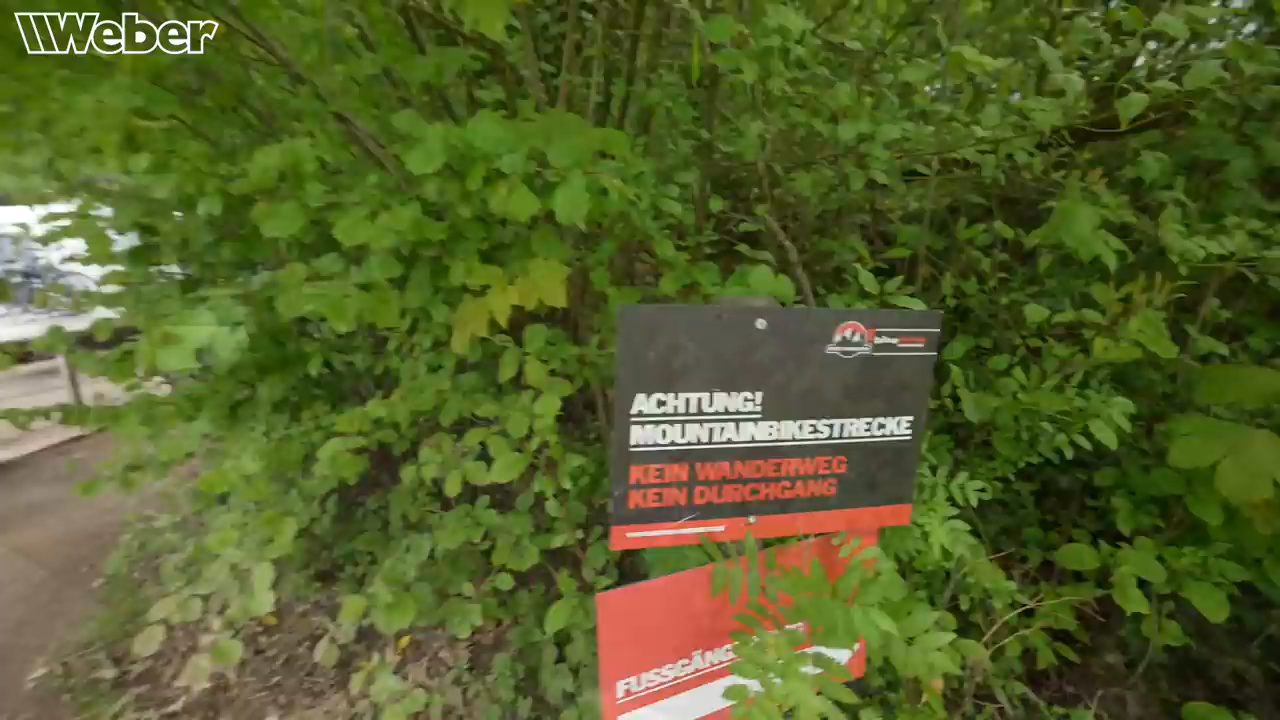 Weber
ACHTUNG!
MOUNTAINBIKESTRECKE
KEIN WANDERWEG
KEIN DURCHGANG